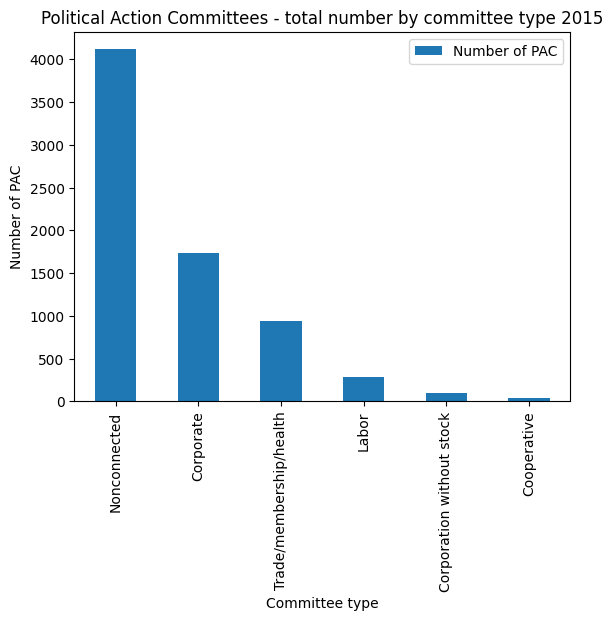 Political Action Committees - total number by committee type 2015
Number of PAC
Number of PAC
4000
3500
3000
2500
2000
1500
1000
500
0
Nonconnected
Corporate
Trade/membership/health
Labor
Corporation without stock
Cooperative
Committee type